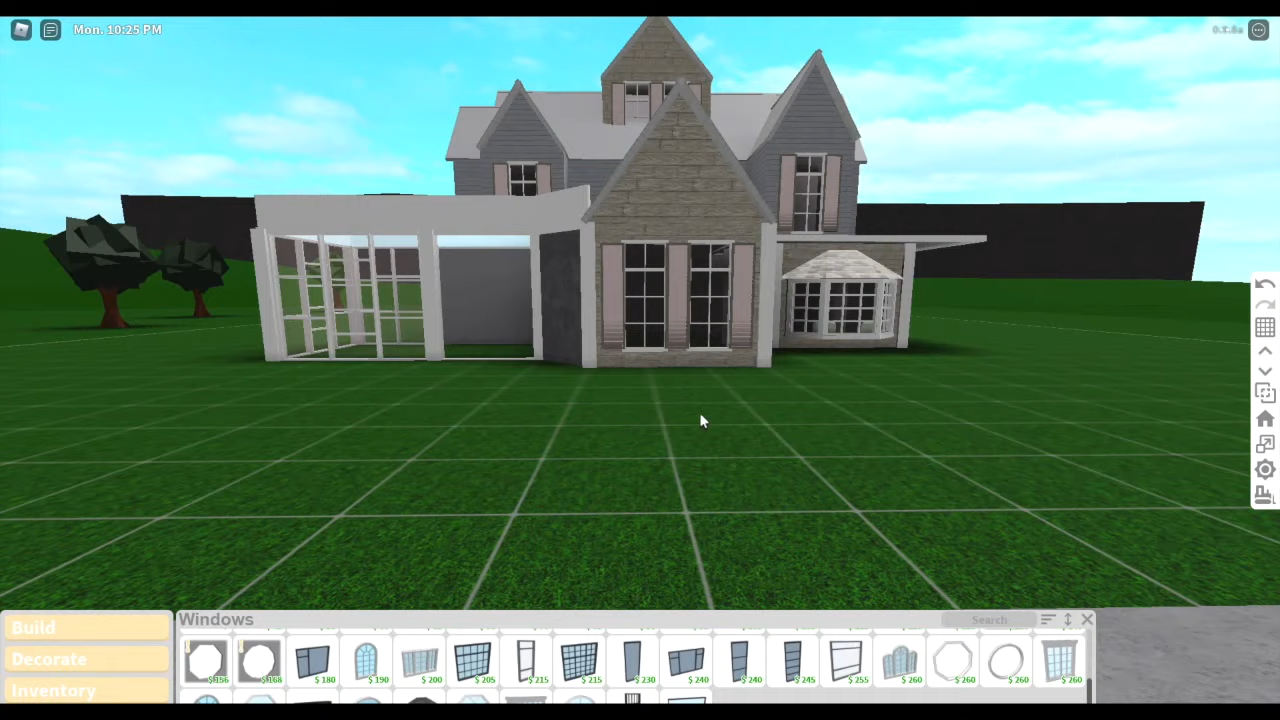 Mon. 10:25 PM
Windows
Search
Build
Decorate
Inventory
$156 $168 $180 $190 $200 $205 $215 $215 $230 $240 $240 $245 $255 $260 $260 $260 $260